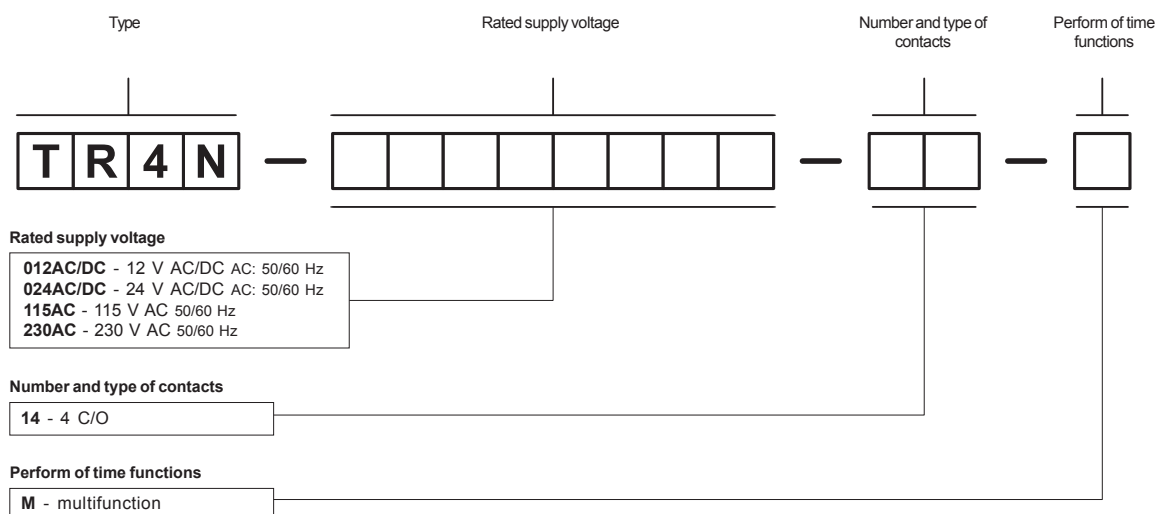 Type
Rated supply voltage
Number and type of
contacts
Perform of time
functions
TR4N
Rated supply voltage
012AC/DC - 12 V AC/DC AC: 50/60 Hz
024AC/DC - 24 V AC/DC AC: 50/60 Hz
115AC - 115 V AC 50/60 Hz
230AC - 230 V AC 50/60 Hz
Number and type of contacts
14 - 4 C/O
Perform of time functions
M - multifunction